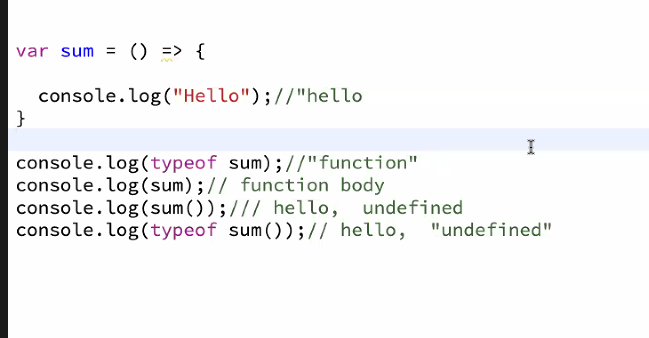 var sum = () => {
console.log("Hello");//"hello
}
console.log(typeof sum);//"function"
console.log(sum);// function body
console.log(sum());/// hello, undefined
console.log(typeof sum());// hello, "undefined"